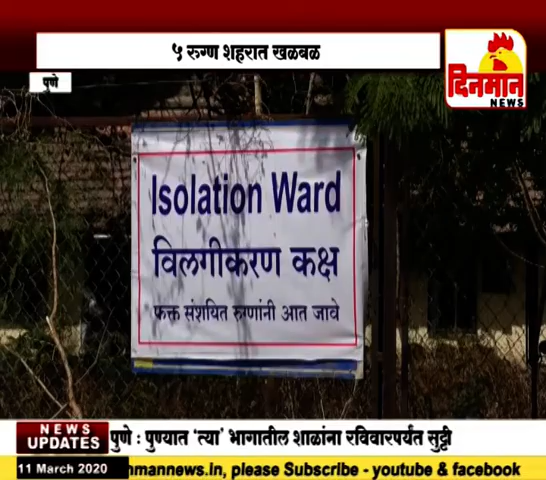 ५ रुग्ण शहरात खळबळ
पुणे
दिनमान
NEWS
Isolation Ward
विलगीकरण कक्ष
फक्त संशयित रुग्णांनी आत जावे
NEWS UPDATES
पुणे : पुण्यात ‘त्या’ भागातील शाळांना रविवारपर्यंत सुट्टी
11 March 2020
nmannews.in, please Subscribe - youtube & facebook